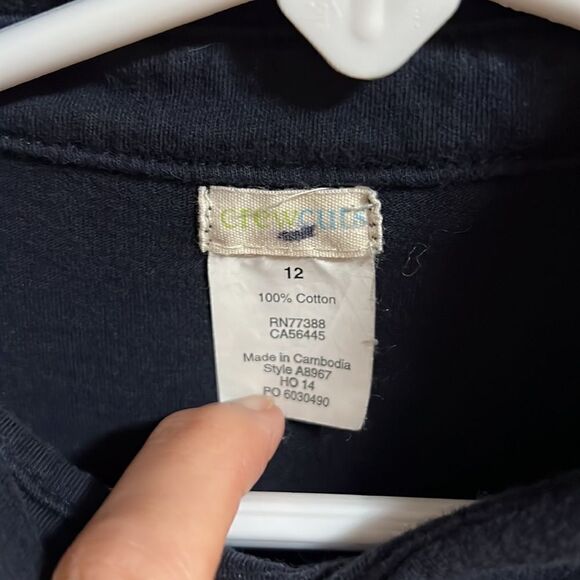 crewcuts
12
100% Cotton
RN77388
CA56445
Made in Cambodia
Style A8967
HO 14
PO 6030490